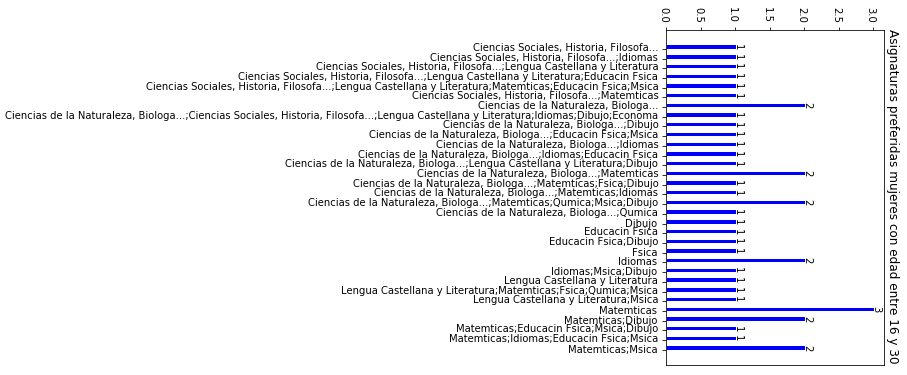 Asignaturas preferidas mujeres con edad entre 16 y 30
0.0 0.5 1.0 1.5 2.0 2.5 3.0
Ciencias Sociales, Historia, Filosofa... 1
Ciencias Sociales, Historia, Filosofa...;Idiomas 1
Ciencias Sociales, Historia, Filosofa...;Lengua Castellana y Literatura 1
Ciencias Sociales, Historia, Filosofa...;Lengua Castellana y Literatura;Educacin Fsica 1
Ciencias Sociales, Historia, Filosofa...;Lengua Castellana y Literatura;Matemticas;Educacin Fsica;Msica 1
Ciencias Sociales, Historia, Filosofa...;Matemticas 1
Ciencias de la Naturaleza, Biologa... 2
Ciencias de la Naturaleza, Biologa...;Ciencias Sociales, Historia, Filosofa...;Lengua Castellana y Literatura;Idiomas;Dibujo;Economa 1
Ciencias de la Naturaleza, Biologa...;Dibujo 1
Ciencias de la Naturaleza, Biologa...;Educacin Fsica;Msica 1
Ciencias de la Naturaleza, Biologa...;Idiomas 1
Ciencias de la Naturaleza, Biologa...;Idiomas;Educacin Fsica 1
Ciencias de la Naturaleza, Biologa...;Lengua Castellana y Literatura;Dibujo 1
Ciencias de la Naturaleza, Biologa...;Matemticas 2
Ciencias de la Naturaleza, Biologa...;Matemticas;Fsica;Dibujo 1
Ciencias de la Naturaleza, Biologa...;Matemticas;Idiomas 1
Ciencias de la Naturaleza, Biologa...;Matemticas;Qumica;Msica;Dibujo 2
Ciencias de la Naturaleza, Biologa...;Qumica 1
Dibujo 1
Educacin Fsica 1
Educacin Fsica;Dibujo 1
Fsica 1
Idiomas 2
Idiomas;Msica;Dibujo 1
Lengua Castellana y Literatura 1
Lengua Castellana y Literatura;Matemticas;Fsica;Qumica;Msica 1
Lengua Castellana y Literatura;Msica 1
Matemticas 3
Matemticas;Dibujo 2
Matemticas;Educacin Fsica;Msica;Dibujo 1
Matemticas;Idiomas;Educacin Fsica;Msica 1
Matemticas;Msica 2